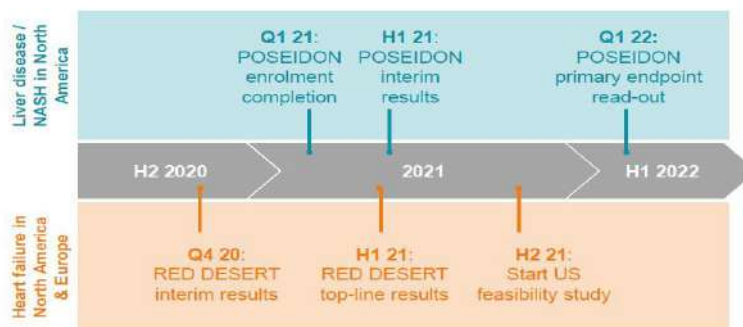 Liver disease /
NASH in North
America
Q1 21:
POSEIDON
enrolment
completion
H1 21:
POSEIDON
interim
results
Q1 22:
POSEIDON
primary endpoint
read-out
H2 2020
2021
H1 2022
Heart failure in
North America
& Europe
Q4 20:
RED DESERT
interim results
H1 21:
RED DESERT
top-line results
H2 21:
Start US
feasibility study